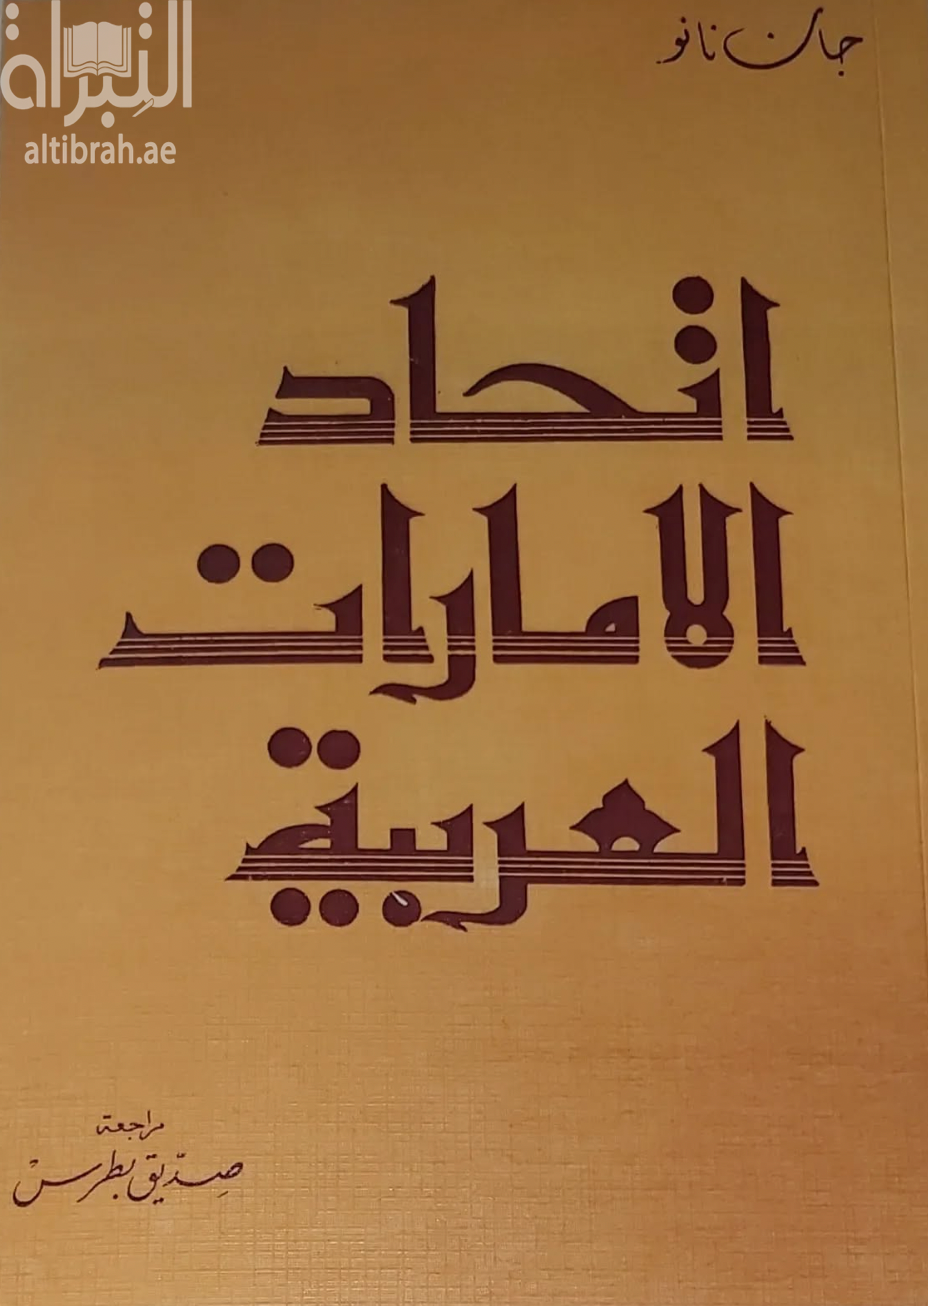 جان نانو
التبراة
altibrah.ae
اتحاد
الامارات
العربية
مراجعة
صديق بطرس